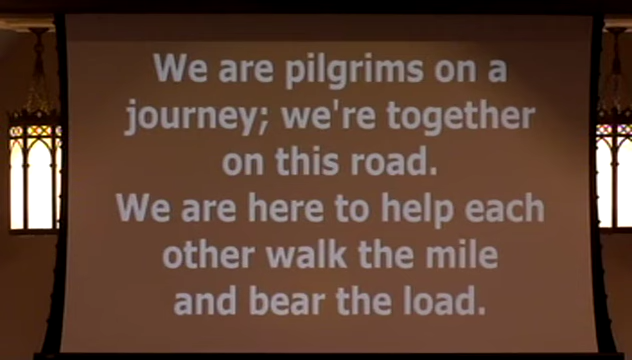 We are pilgrims on a
journey; we're together
on this road.
We are here to help each
other walk the mile
and bear the load.